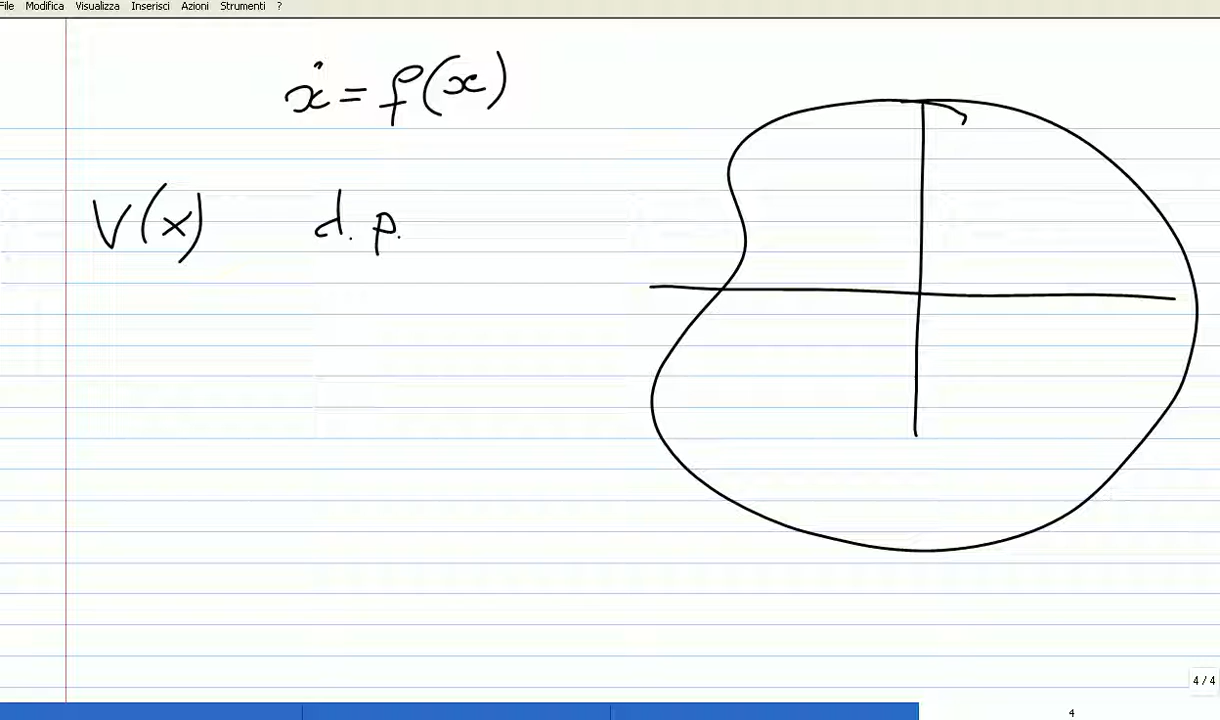 File Modifica Visualizza Inserisci Azioni Strumenti ?
ẋ = f(x)
V(x) d. p.
4 / 4
4